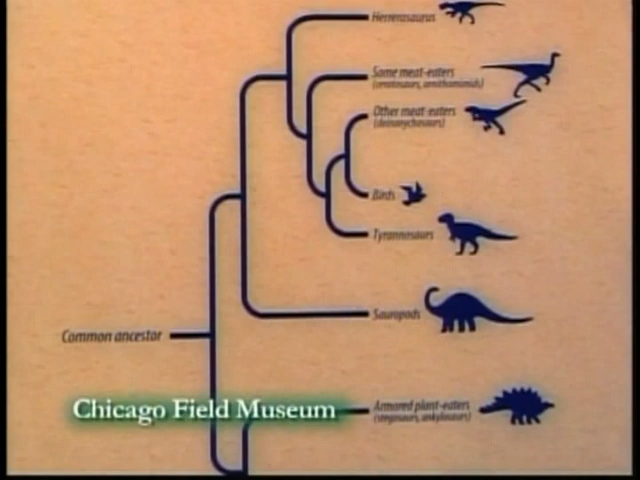 Herrerasaurus
Some meat-eaters
(ceratosaurs, ornithomimids)
Other meat-eaters
(deinonychosaurs)
Birds
Tyrannosaurs
Sauropods
Common ancestor
Chicago Field Museum
Armored plant-eaters
(stegosaurs, ankylosaurs)